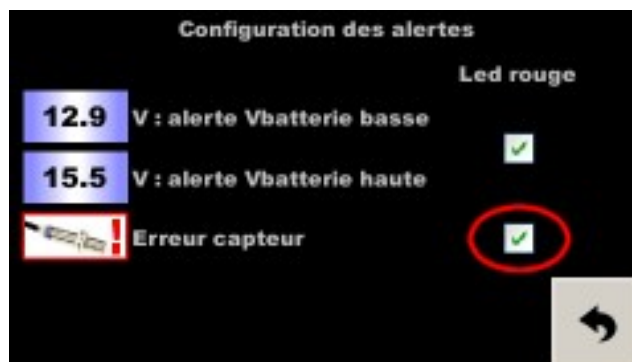 Configuration des alertes
Led rouge
12.9 V : alerte Vbatterie basse
15.5 V : alerte Vbatterie haute
! Erreur capteur